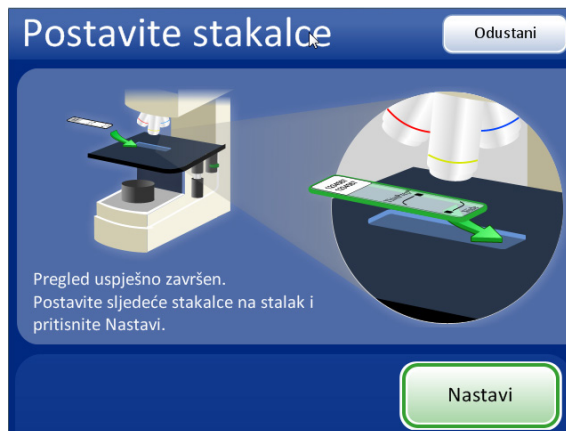 Postavite stakalce
Odustani
Pregled uspješno završen.
Postavite sljedeće stakalce na stalak i
pritisnite Nastavi.
Nastavi